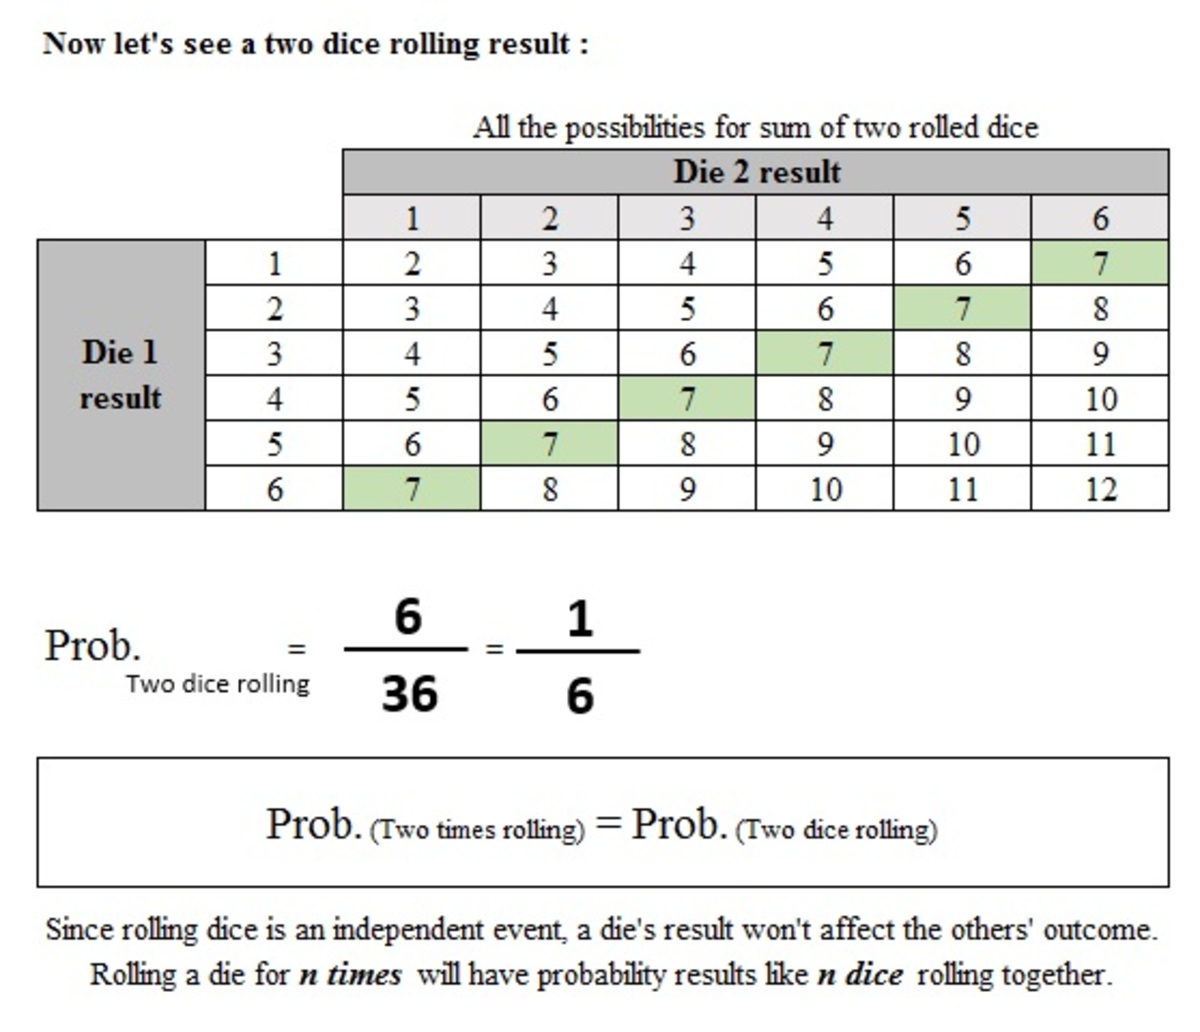 Now let's see a two dice rolling result :
All the possibilities for sum of two rolled dice
Die 2 result
1 2 3 4 5 6
1 2 3 4 5 6 7
2 3 4 5 6 7 8
Die 1 result
3 4 5 6 7 8 9
4 5 6 7 8 9 10
5 6 7 8 9 10 11
6 7 8 9 10 11 12
6 1
Prob. = =
Two dice rolling
36 6
Prob. (Two times rolling) = Prob. (Two dice rolling)
Since rolling dice is an independent event, a die's result won't affect the others' outcome.
Rolling a die for n times will have probability results like n dice rolling together.